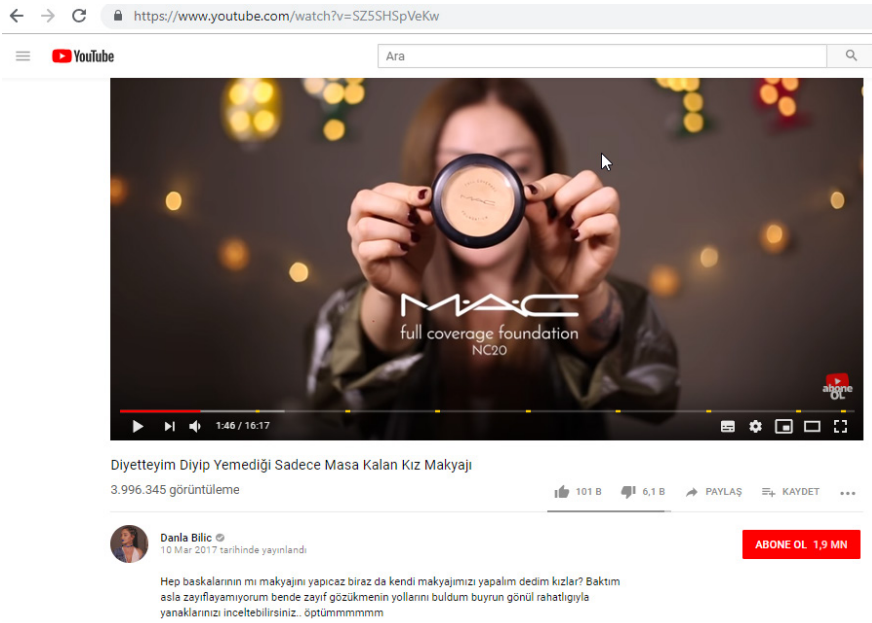 https://www.youtube.com/watch?v=SZ5SHSpVeKw
YouTube
Ara
MAC
M·A·C
full coverage foundation
NC20
abone
OL
1:46 / 16:17
Diyetteyim Diyip Yemediği Sadece Masa Kalan Kız Makyajı
3.996.345 görüntüleme
101 B 6,1 B PAYLAŞ KAYDET
Danla Bilic
10 Mar 2017 tarihinde yayınlandı
ABONE OL 1,9 MN
Hep baskalarının mı makyajını yapıcaz biraz da kendi makyajımızı yapalım dedim kızlar? Baktım
asla zayıflayamıyorum bende zayıf gözükmenin yollarını buldum buyrun gönül rahatlıgıyla
yanaklarınızı inceltebilirsiniz.. öptümmmmmm